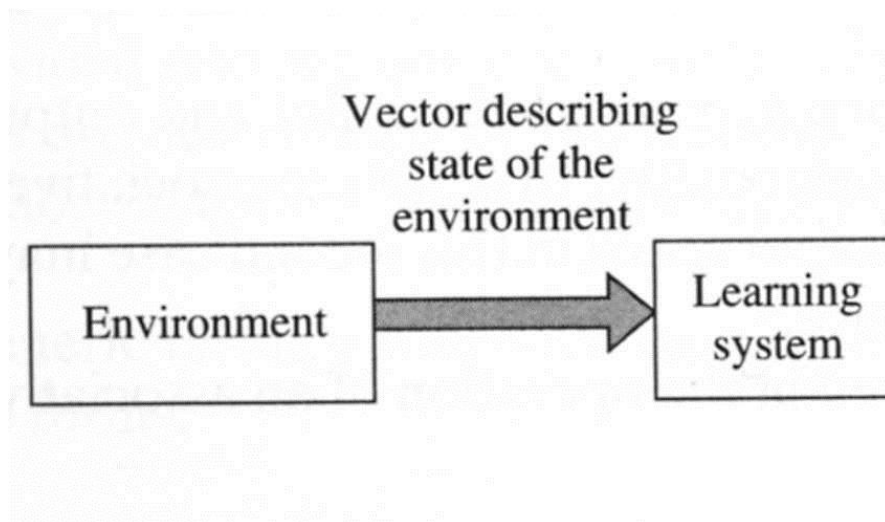 Vector describing
state of the
environment
Environment
Learning
system